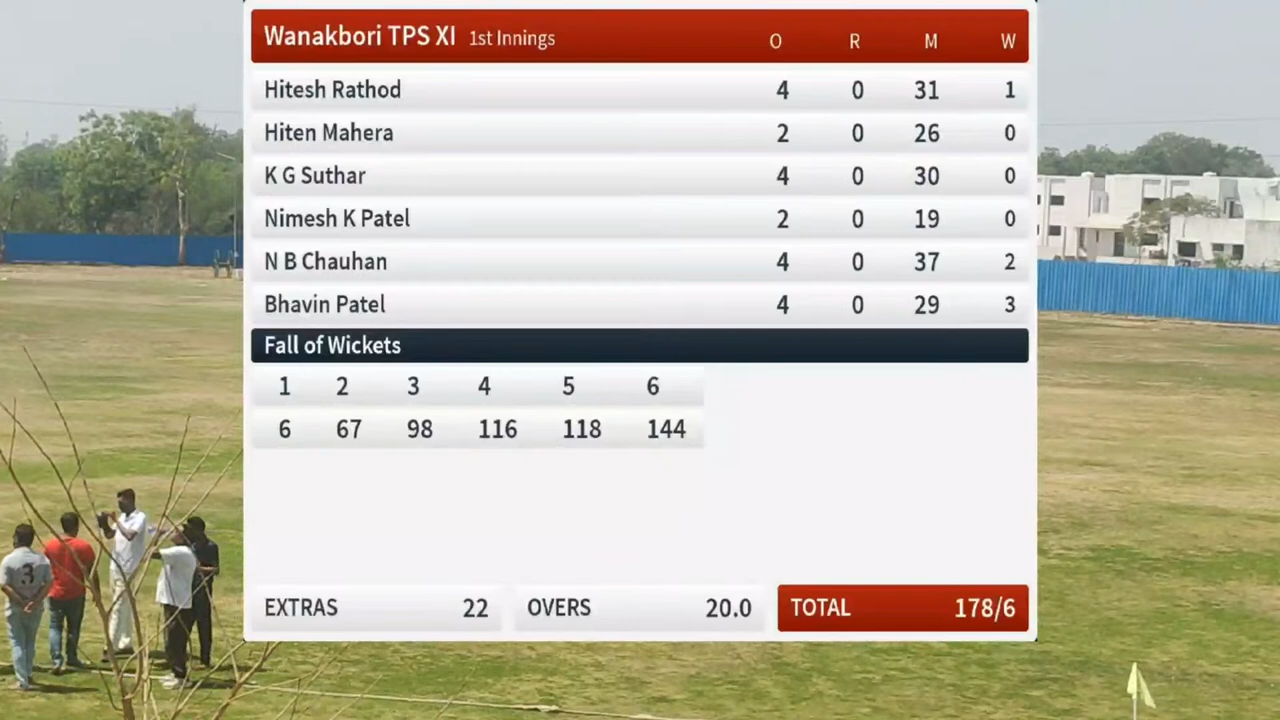 Wanakbori TPS XI 1st Innings O R M W
Hitesh Rathod 4 0 31 1
Hiten Mahera 2 0 26 0
K G Suthar 4 0 30 0
Nimesh K Patel 2 0 19 0
N B Chauhan 4 0 37 2
Bhavin Patel 4 0 29 3
Fall of Wickets
1 2 3 4 5 6
6 67 98 116 118 144
EXTRAS 22 OVERS 20.0 TOTAL 178/6
3